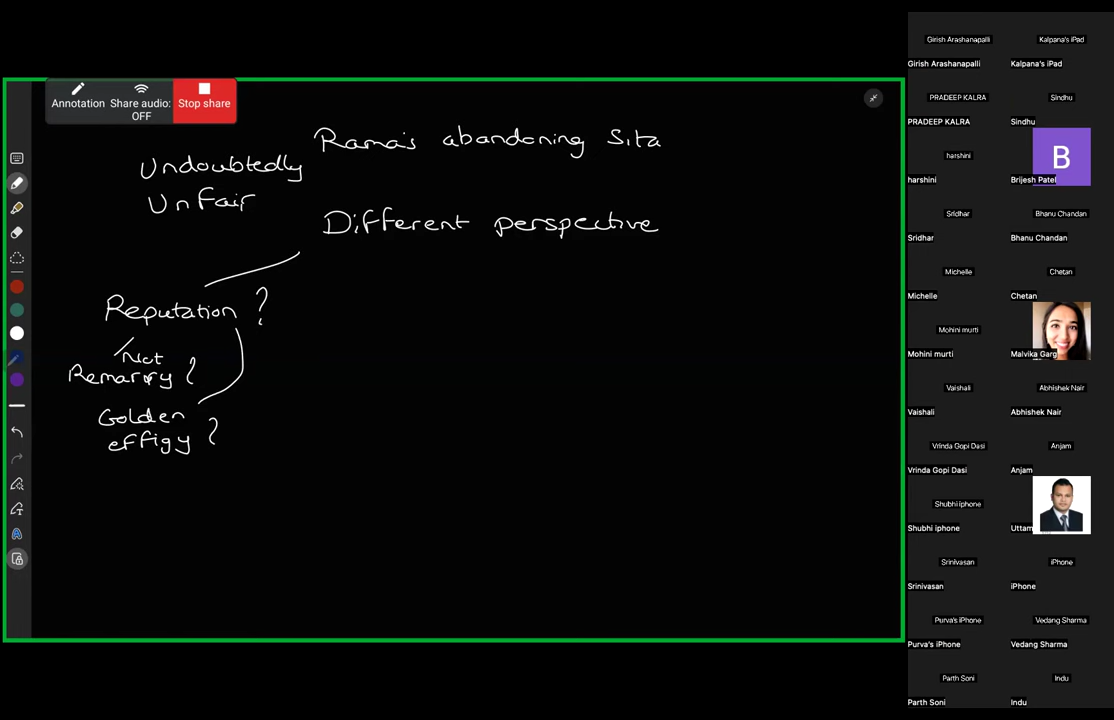 Annotation
Share audio:
OFF
Stop share
Rama's abandoning Sita
Undoubtedly
Unfair
Different perspective
Reputation ?
Not
Remarry ?
Golden
effigy ?
Girish Arashanapalli
Kalpana's iPad
Girish Arashanapalli
Kalpana's iPad
PRADEEP KALRA
Sindhu
PRADEEP KALRA
Sindhu
harshini
B
harshini
Brijesh Patel
Sridhar
Bhanu Chandan
Sridhar
Bhanu Chandan
Michelle
Chetan
Michelle
Chetan
Mohini murti
Mohini murti
Malvika Garg
Vaishali
Abhishek Nair
Vaishali
Abhishek Nair
Vrinda Gopi Dasi
Anjam
Vrinda Gopi Dasi
Anjam
Shubhi iphone
Shubhi iphone
Uttam
Srinivasan
iPhone
Srinivasan
iPhone
Purva's iPhone
Vedang Sharma
Purva's iPhone
Vedang Sharma
Parth Soni
Indu
Parth Soni
Indu